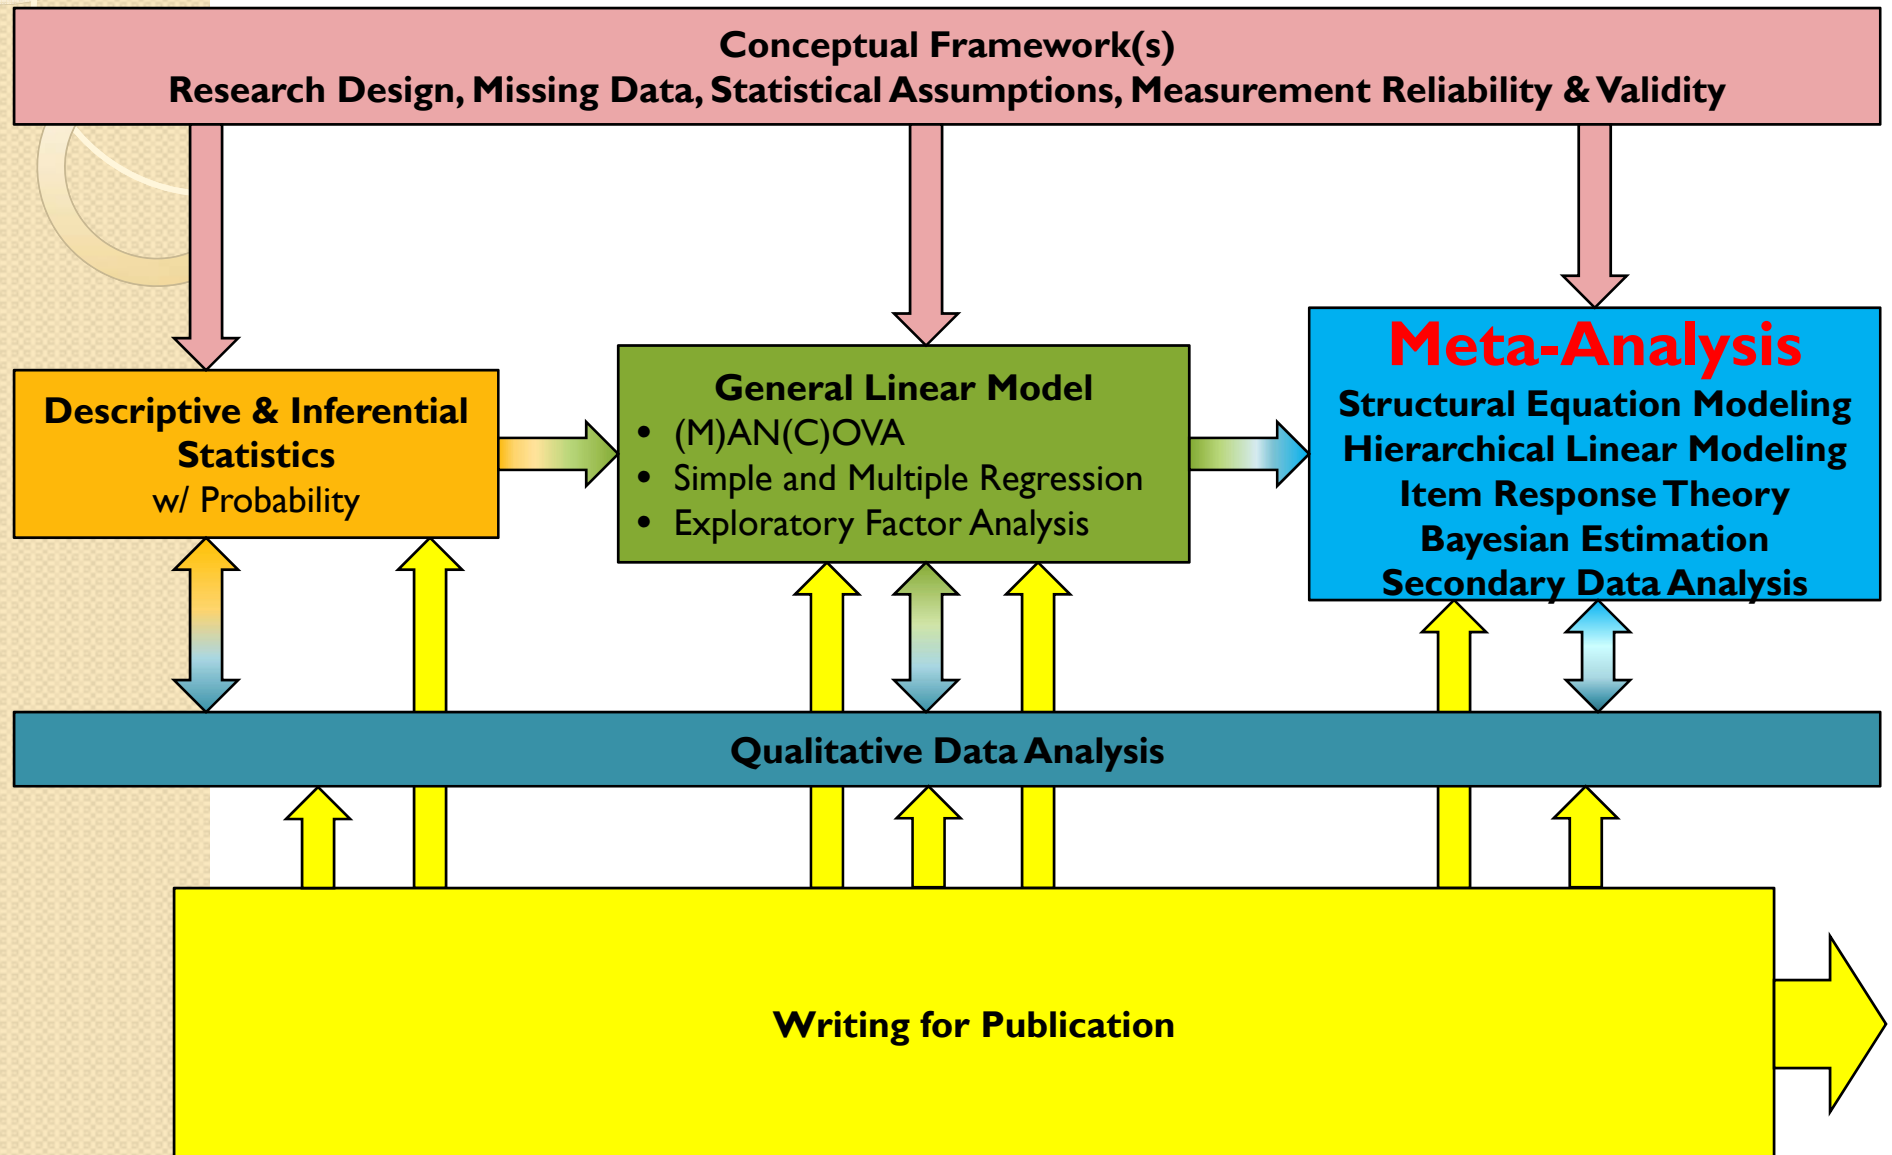 Conceptual Framework(s)
Research Design, Missing Data, Statistical Assumptions, Measurement Reliability & Validity
Descriptive & Inferential
Statistics
w/ Probability
General Linear Model
• (M)AN(C)OVA
• Simple and Multiple Regression
• Exploratory Factor Analysis
Meta-Analysis
Structural Equation Modeling
Hierarchical Linear Modeling
Item Response Theory
Bayesian Estimation
Secondary Data Analysis
Qualitative Data Analysis
Writing for Publication